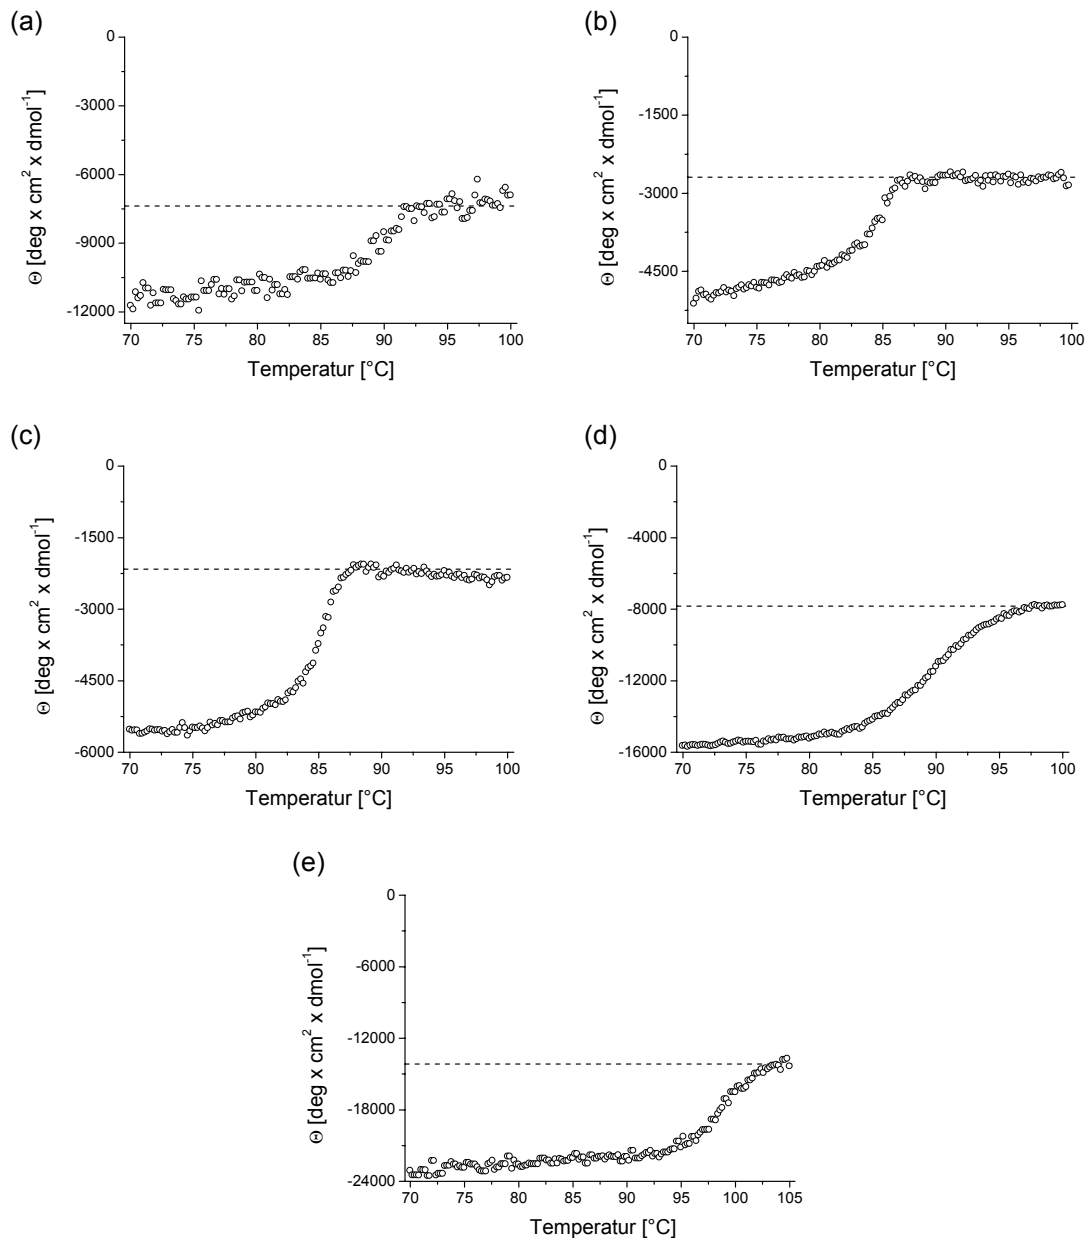 (a)
0
-3000
-6000
-9000
-12000
70 75 80 85 90 95 100
Θ [deg x cm² x dmol⁻¹]
Temperatur [°C]
(b)
0
-1500
-3000
-4500
70 75 80 85 90 95 100
Θ [deg x cm² x dmol⁻¹]
Temperatur [°C]
(c)
0
-1500
-3000
-4500
-6000
70 75 80 85 90 95 100
Θ [deg x cm² x dmol⁻¹]
Temperatur [°C]
(d)
0
-4000
-8000
-12000
-16000
70 75 80 85 90 95 100
Θ [deg x cm² x dmol⁻¹]
Temperatur [°C]
(e)
0
-6000
-12000
-18000
-24000
70 75 80 85 90 95 100 105
Θ [deg x cm² x dmol⁻¹]
Temperatur [°C]